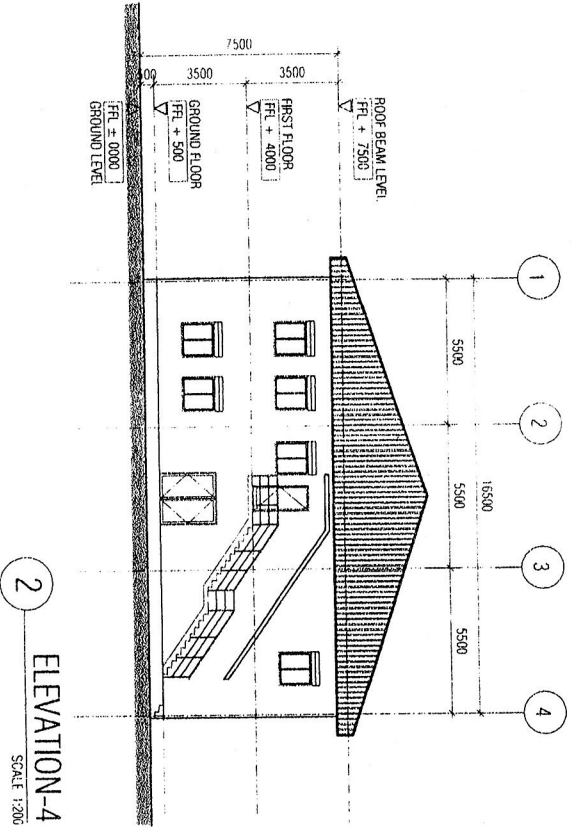 1
2
3
4
16500
5500
5500
5500
ROOF BEAM LEVEL
FFL + 7500
FIRST FLOOR
FFL + 4000
GROUND FLOOR
FFL + 500
FFL ± 0000
GROUND LEVEL
7500
3500
3500
500
2
ELEVATION-4
SCALE 1:200